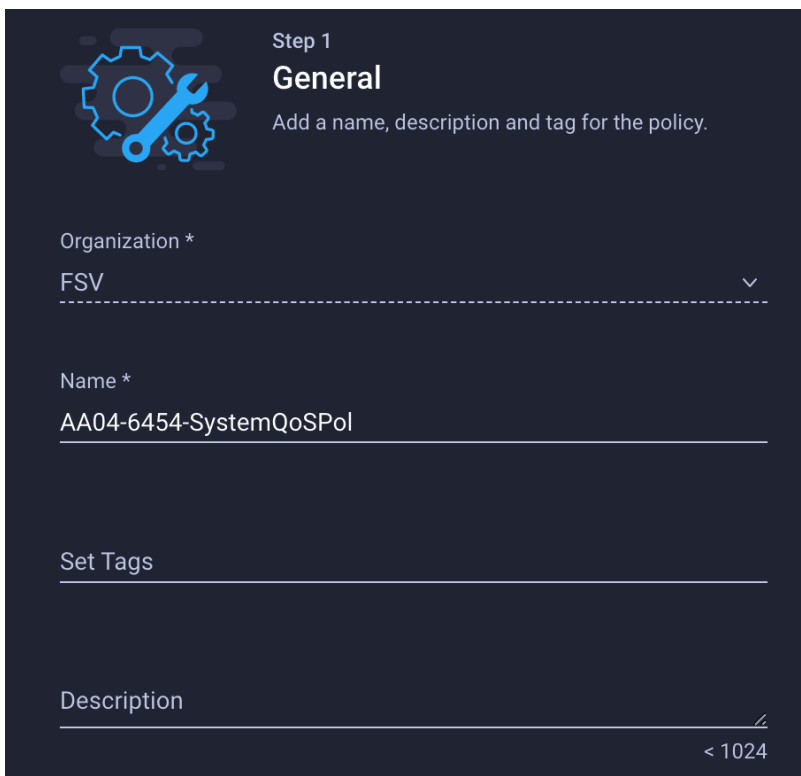 Step 1
General
Add a name, description and tag for the policy.
Organization *
FSV
Name *
AA04-6454-SystemQoSPol
Set Tags
Description
< 1024